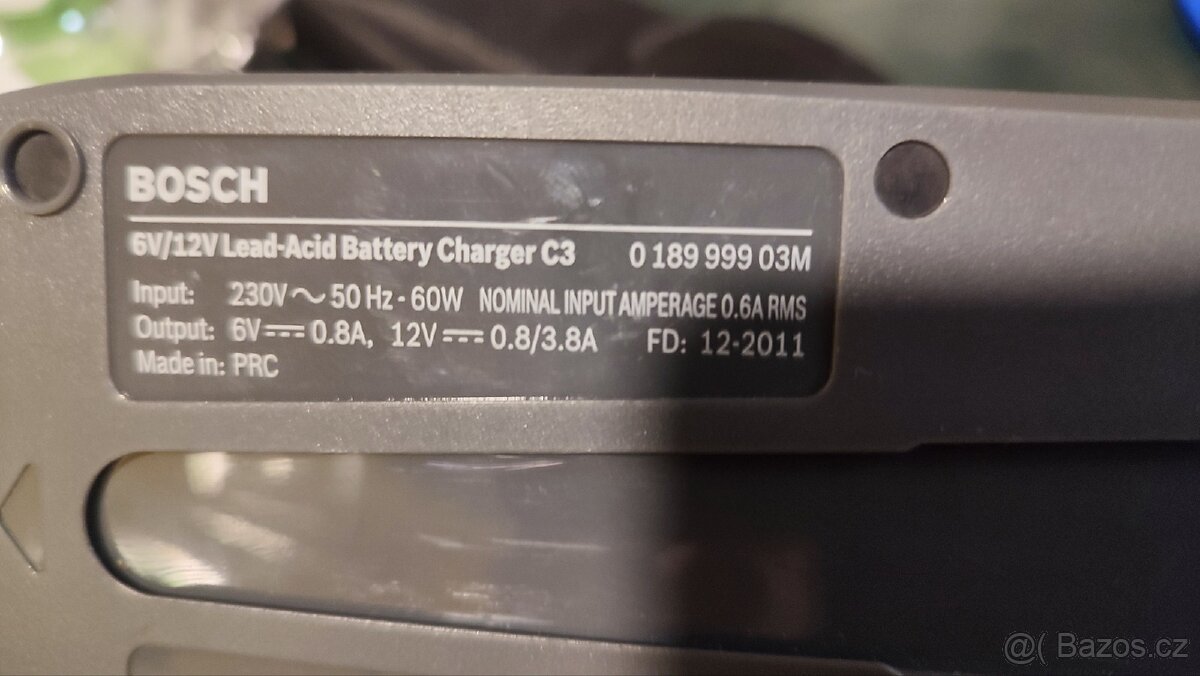 BOSCH
6V/12V Lead-Acid Battery Charger C3 0 189 999 03M
Input: 230V～50 Hz - 60W NOMINAL INPUT AMPERAGE 0.6A RMS
Output: 6V⎓0.8A, 12V⎓0.8/3.8A FD: 12-2011
Made in: PRC
@( Bazos.cz